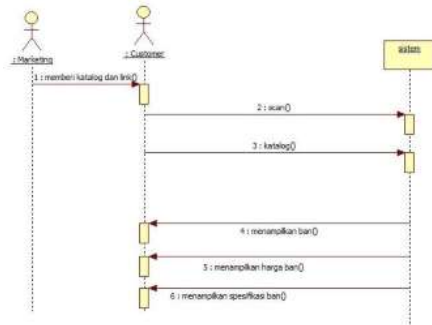 : Marketing
: Customer
sistem
1 : memberi katalog dan link()
2 : scan()
3 : katalog()
4 : menampilkan ban()
5 : menampilkan harga ban()
6 : menampilkan spesifikasi ban()